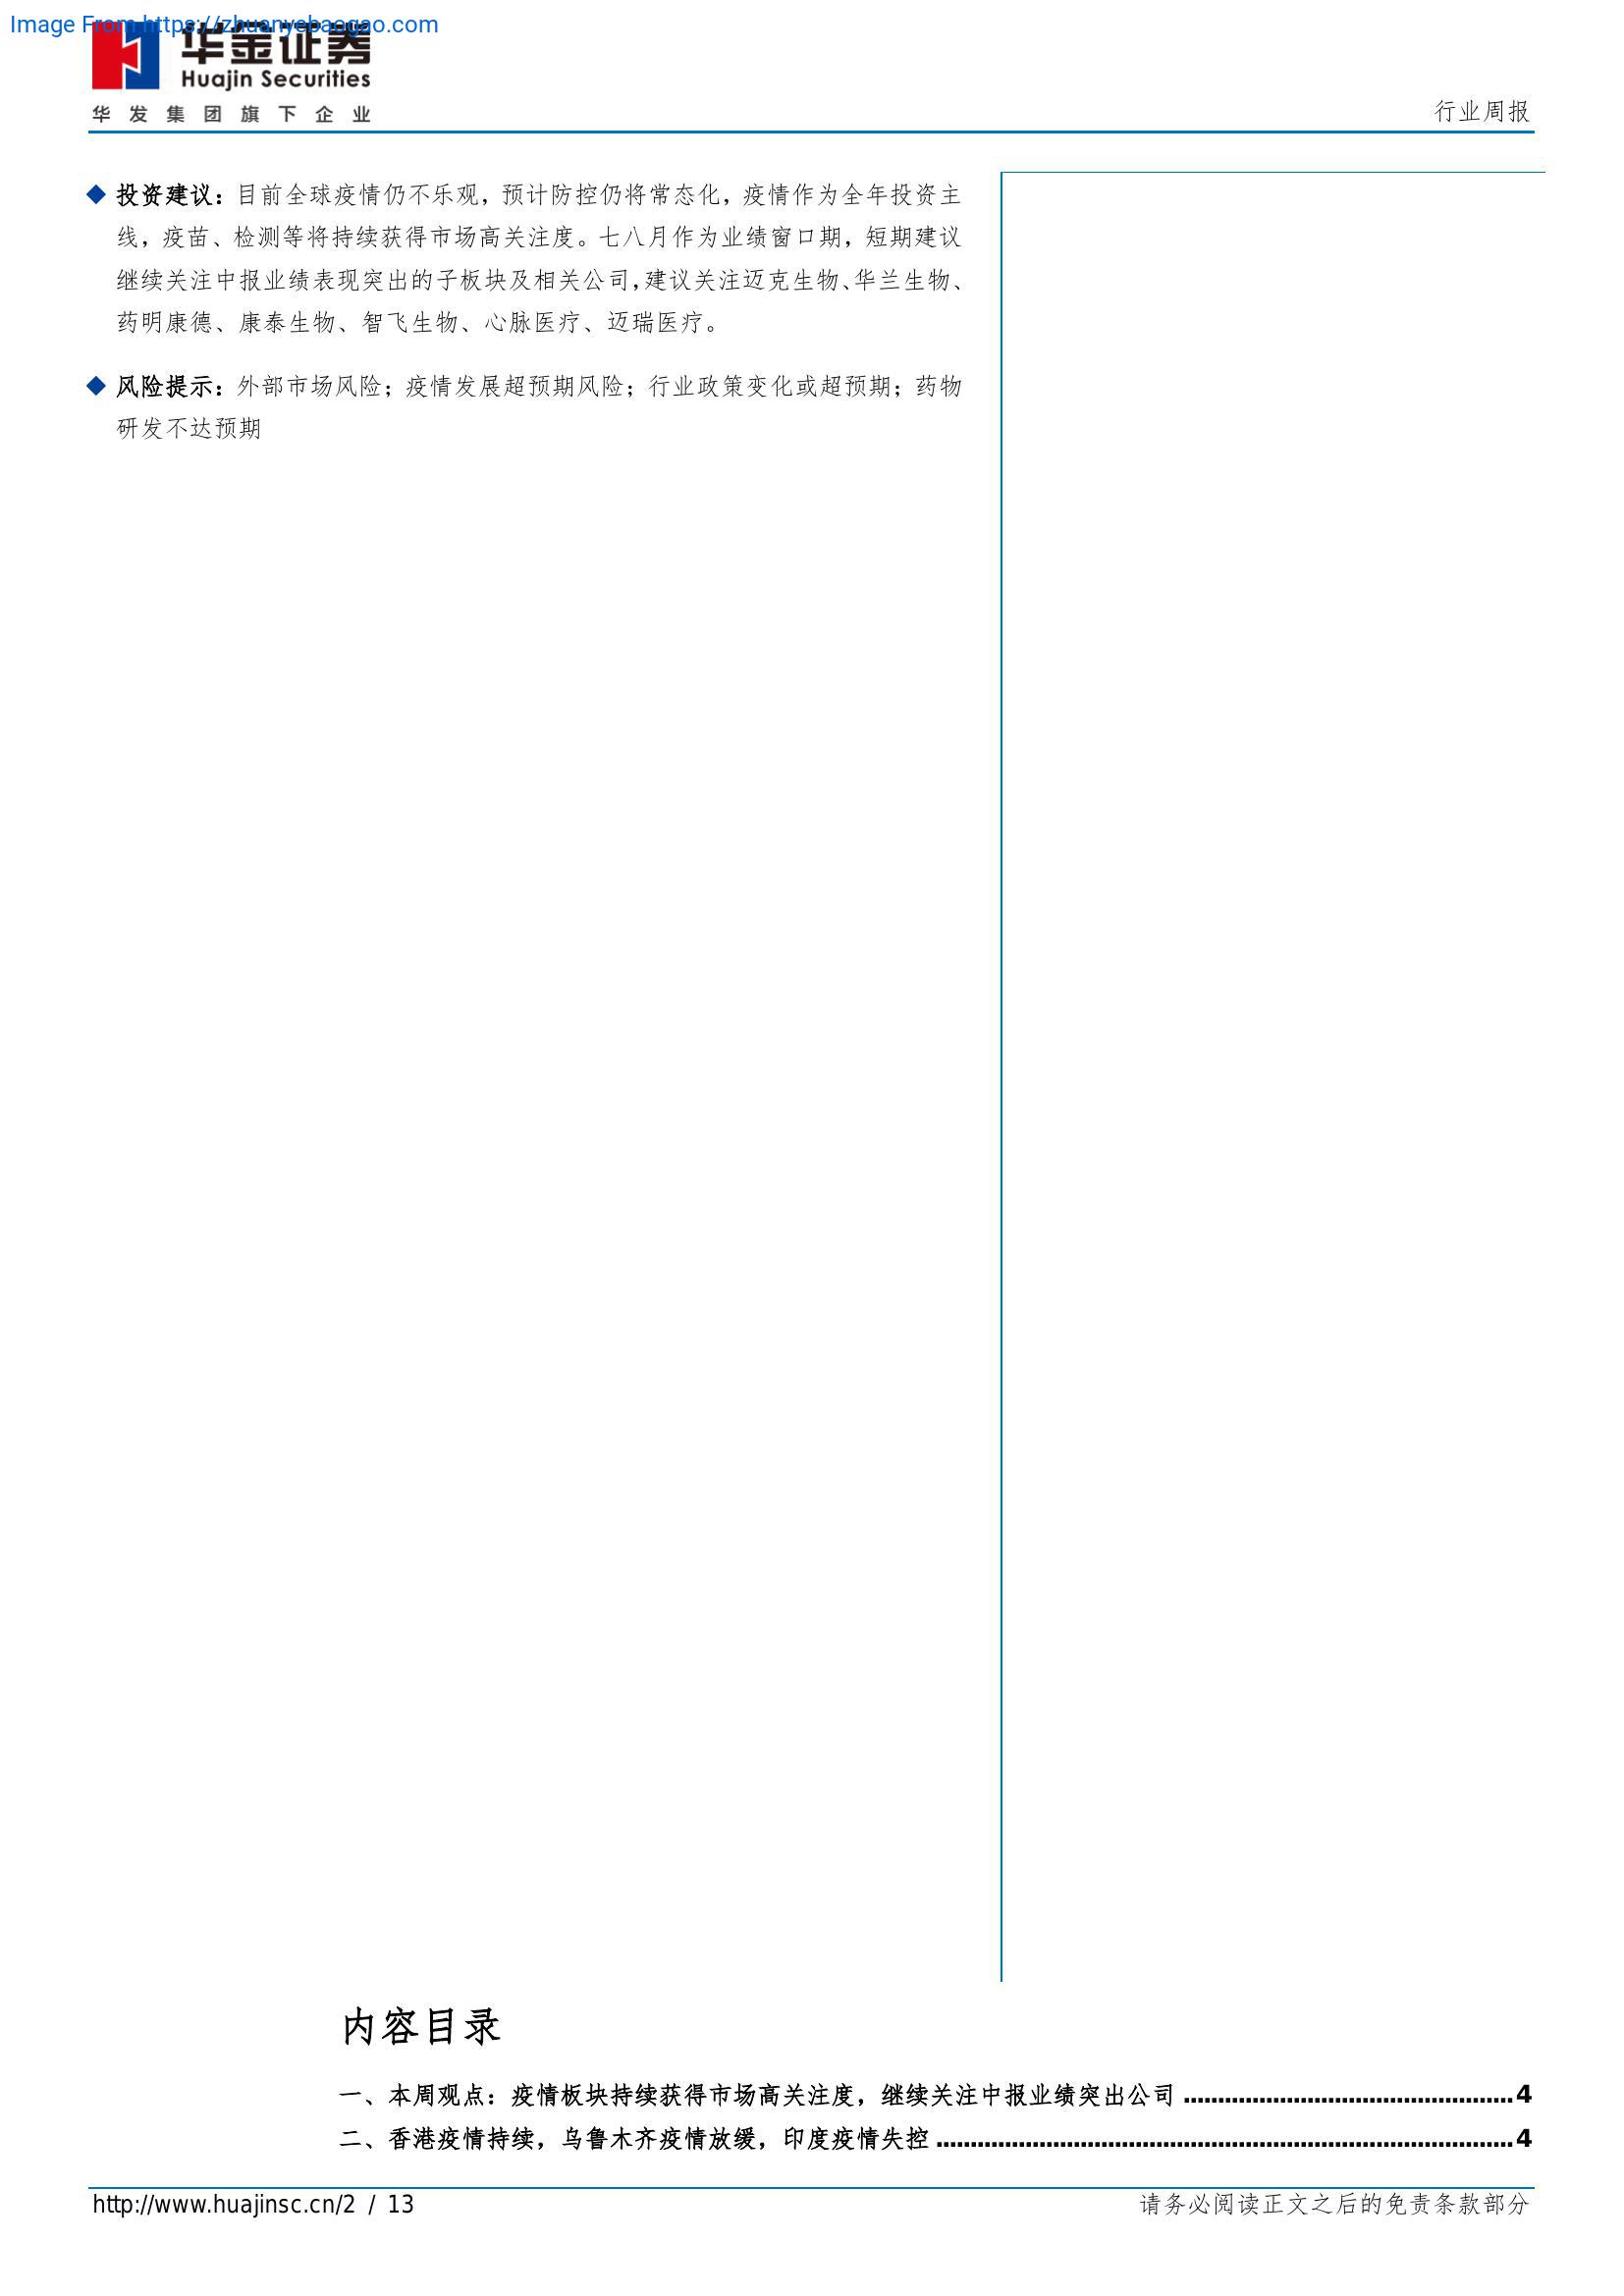 Image From https://zhuanyebaogao.com
华金证券
Huajin Securities
华发集团旗下企业
行业周报
投资建议：目前全球疫情仍不乐观，预计防控仍将常态化，疫情作为全年投资主
线，疫苗、检测等将持续获得市场高关注度。七八月作为业绩窗口期，短期建议
继续关注中报业绩表现突出的子板块及相关公司，建议关注迈克生物、华兰生物、
药明康德、康泰生物、智飞生物、心脉医疗、迈瑞医疗。
风险提示：外部市场风险；疫情发展超预期风险；行业政策变化或超预期；药物
研发不达预期
内容目录
一、本周观点：疫情板块持续获得市场高关注度，继续关注中报业绩突出公司................................................4
二、香港疫情持续，乌鲁木齐疫情放缓，印度疫情失控....................................................................................4
http://www.huajinsc.cn/2 / 13
请务必阅读正文之后的免责条款部分